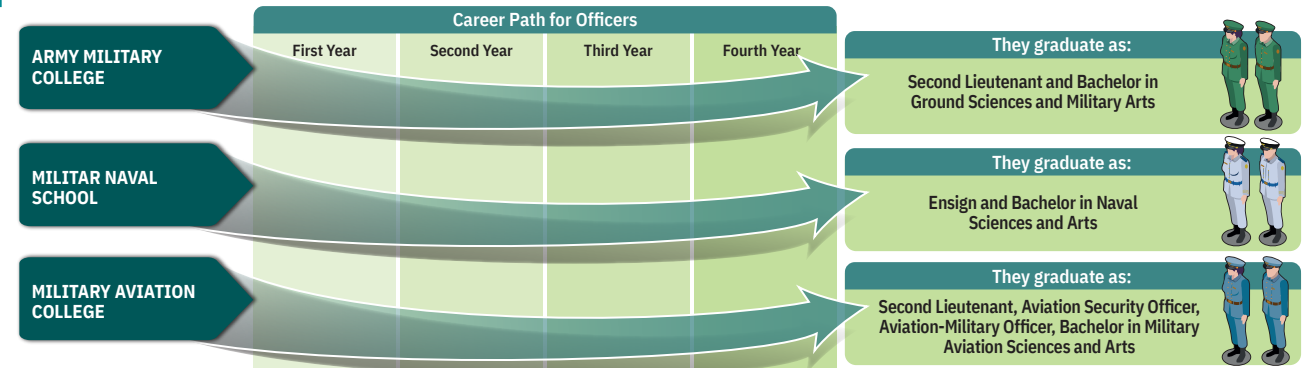 Career Path for Officers
First Year
Second Year
Third Year
Fourth Year
ARMY MILITARY
COLLEGE
They graduate as:
Second Lieutenant and Bachelor in
Ground Sciences and Military Arts
MILITAR NAVAL
SCHOOL
They graduate as:
Ensign and Bachelor in Naval
Sciences and Arts
MILITARY AVIATION
COLLEGE
They graduate as:
Second Lieutenant, Aviation Security Officer,
Aviation-Military Officer, Bachelor in Military
Aviation Sciences and Arts